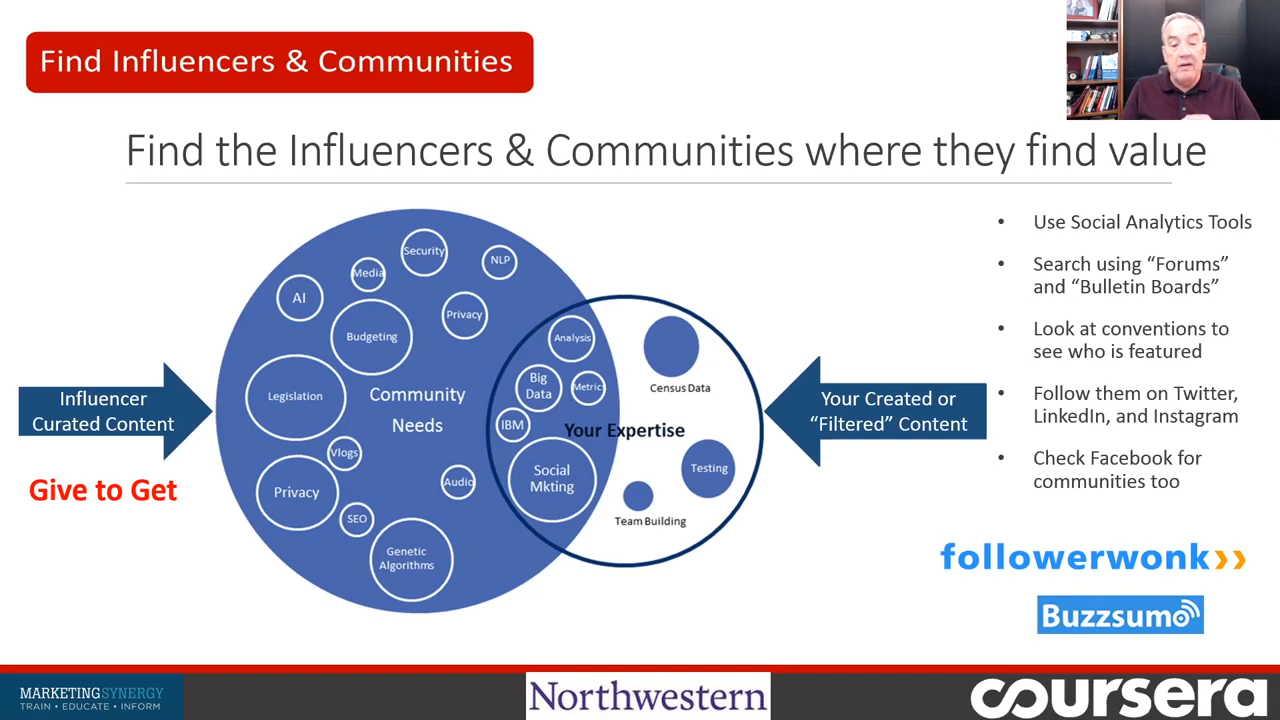 Find Influencers & Communities
Find the Influencers & Communities where they find value
Influencer
Curated Content
Give to Get
Security
NLP
Media
AI
Privacy
Budgeting
Legislation
Community
Needs
Vlogs
Privacy
Audio
SEO
Genetic
Algorithms
Analysis
Big
Data
Metrics
IBM
Your Expertise
Social
Mkting
Census Data
Testing
Team Building
Your Created or
“Filtered” Content
• Use Social Analytics Tools
• Search using “Forums”
and “Bulletin Boards”
• Look at conventions to
see who is featured
• Follow them on Twitter,
LinkedIn, and Instagram
• Check Facebook for
communities too
followerwonk
Buzzsumo
MARKETINGSYNERGY
TRAIN • EDUCATE • INFORM
Northwestern
coursera